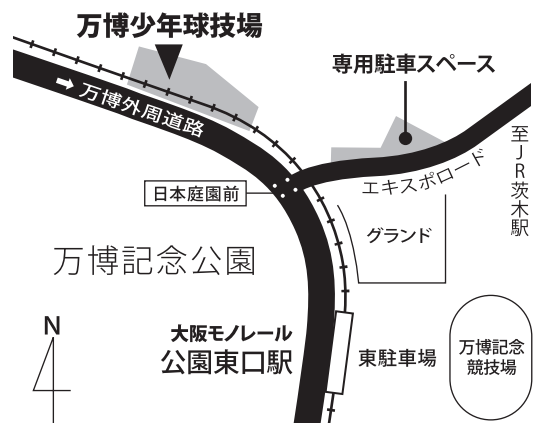 万博少年球技場
専用駐車スペース
万博外周道路
至JR茨木駅
エキスポロード
日本庭園前
グランド
万博記念公園
N
大阪モノレール
公園東口駅
東駐車場
万博記念
競技場